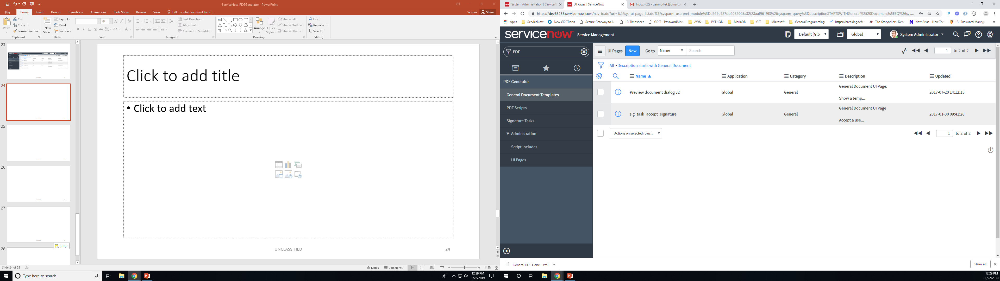 ServiceNow_PDGGenerator - PowerPoint
File Home Insert Design Transitions Animations Slide Show Review View Tell me what you want to do... Sign in Share
Paste
Cut
Copy
Format Painter
Clipboard
New
Slide
Layout
Reset
Section
Slides
28
Font
Text Direction
Align Text
Convert to SmartArt
Paragraph
Arrange
Quick
Styles
Shape Fill
Shape Outline
Shape Effects
Drawing
Find
Replace
Select
Editing
23
24
25
26
27
28
(Ctrl)
Click to add title
• Click to add text
UNCLASSIFIED 24
Slide 24 of 28
Notes Comments 115%
Type here to search
12:29 PM
1/22/2019
System Administration | ServiceN
UI Pages | ServiceNow
Inbox (62) - genmoltek@gmail.c
https://dev65258.service-now.com/nav_to.do?uri=%2Fsys_ui_page_list.do%3Fsysparm_userpref_module%3Dd929e987db2032005a32f23aaf9619f3%26sysparm_query%3DdescriptionSTARTSWITHGeneral%2520Document%5EEQ%26sys...
Apps ServiceNow New GDITPorta Secure Gateway to N L3 Timesheet GDIT - PasswordMan AWS PYTHON MariaDB GIT Microsoft GeneralPrograming https://breakingdefe The Storytellers: Dece New Atlas - New Tech L3 -Password Manag
servicenow Service Management
Default [Glo
Global
System Administrator
PDF
UI Pages New Go to Name Search
1 to 2 of 2
All > Description starts with General Document
PDF Generator
General Document Templates
PDF Scripts
Signature Tasks
Adminstration
Script Includes
UI Pages
Name Application Category Description Updated
General Document UI Page.
Preview document dialog v2 Global General 2017-07-20 14:12:15
Show a temp...
General Document UI Page
sig_task_accept_signature Global General 2017-01-30 09:41:28
Accept a use...
Actions on selected rows...
1 to 2 of 2
General PDF Gene....xml
Show all
12:29 PM
1/22/2019